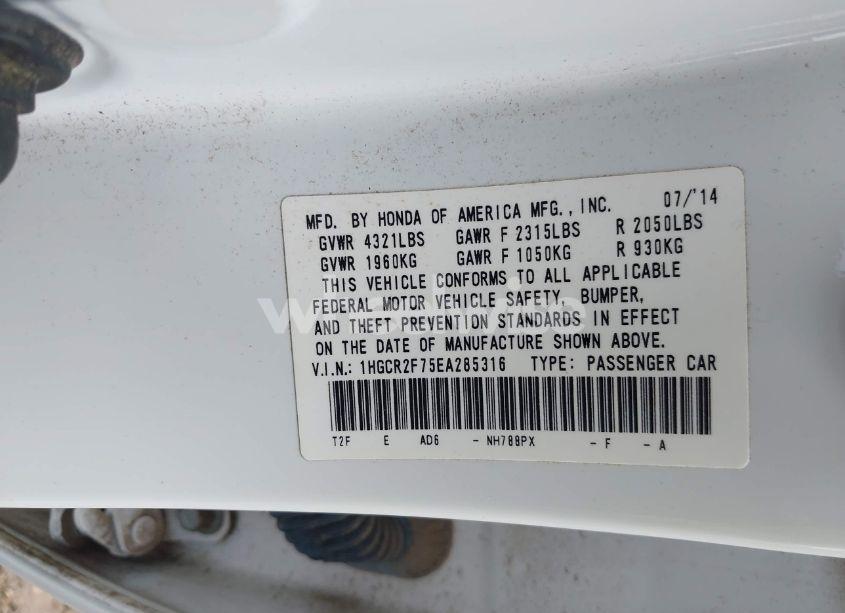 MFD. BY HONDA OF AMERICA MFG., INC. 07/'14
GVWR 4321LBS GAWR F 2315LBS R 2050LBS
GVWR 1960KG GAWR F 1050KG R 930KG
THIS VEHICLE CONFORMS TO ALL APPLICABLE
FEDERAL MOTOR VEHICLE SAFETY, BUMPER,
AND THEFT PREVENTION STANDARDS IN EFFECT
ON THE DATE OF MANUFACTURE SHOWN ABOVE.
V.I.N.: 1HGCR2F75EA285316 TYPE: PASSENGER CAR
T2F E AD6 - NH788PX - F - A